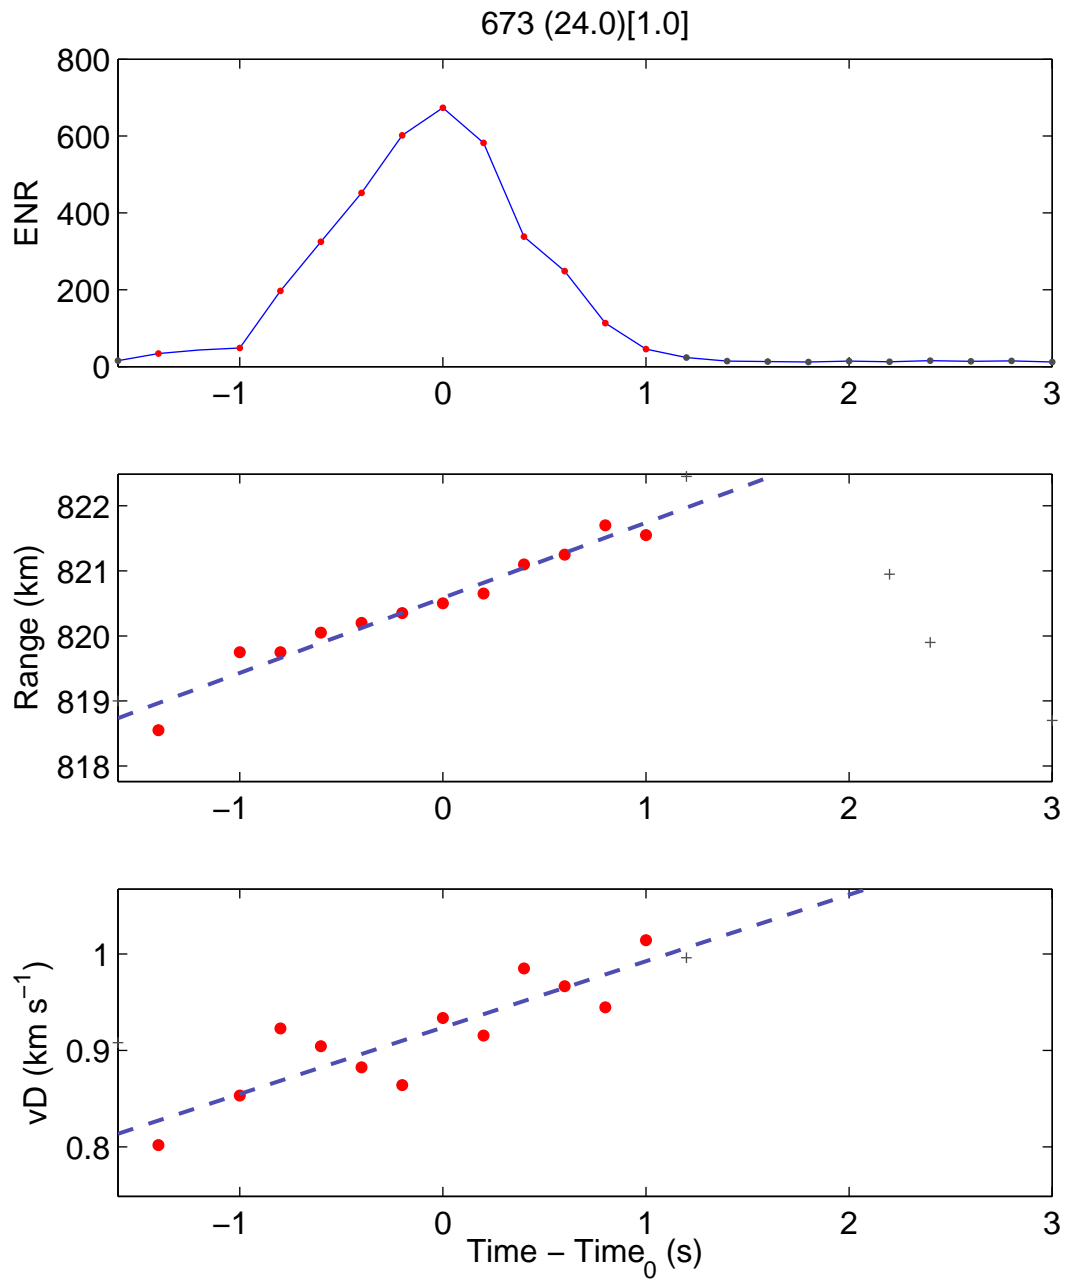 673 (24.0)[1.0]
800
600
400
200
0
ENR
−1 0 1 2 3
822
821
820
819
818
Range (km)
−1 0 1 2 3
1
0.9
0.8
vD (km s⁻¹)
−1 0 1 2 3
Time − Time₀ (s)